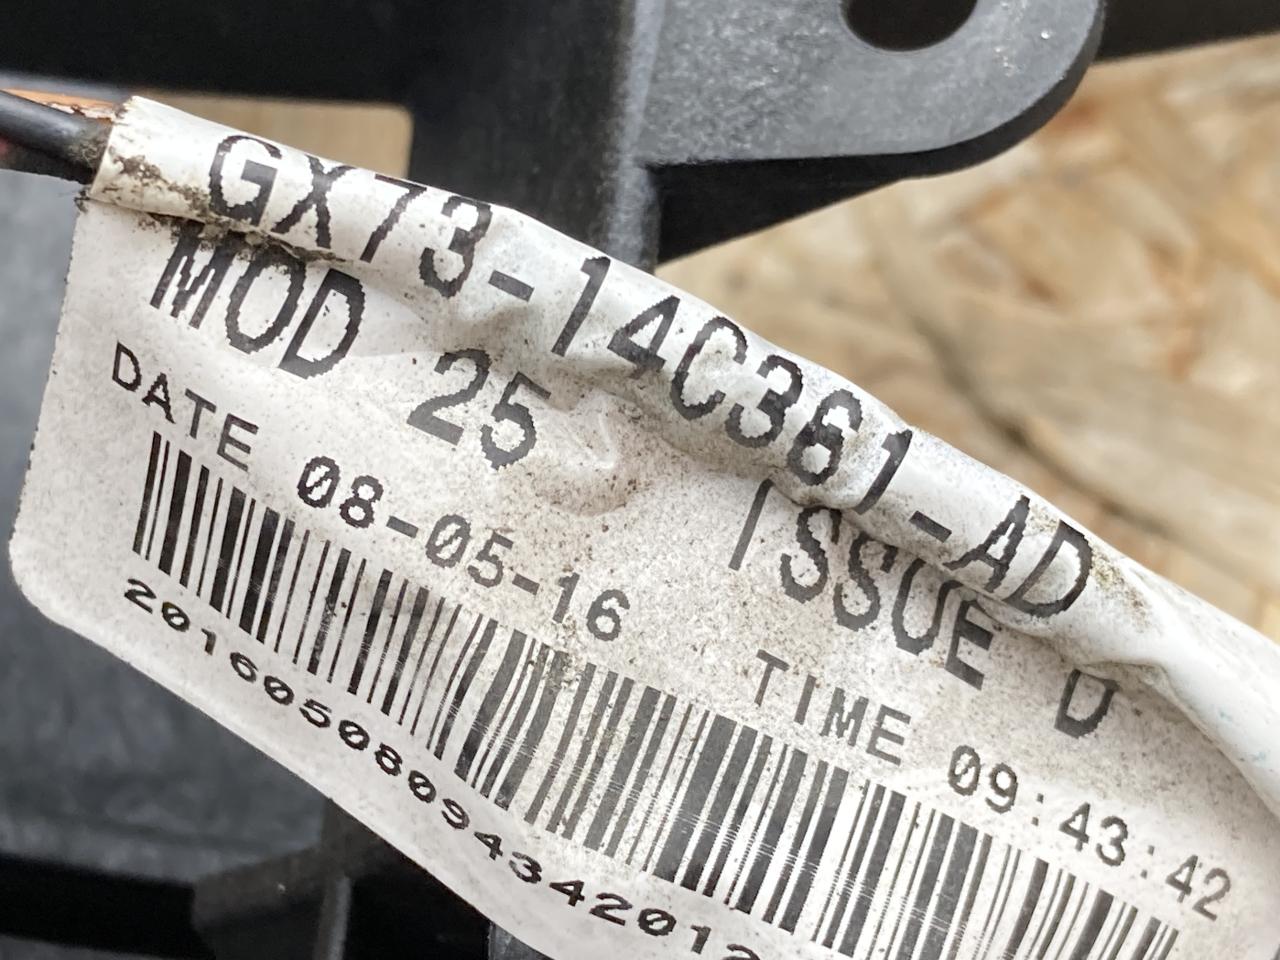 GX73-14C361-AD
MOD 25 ISSUE D
DATE 08-05-16 TIME 09:43:42
2016050809434201